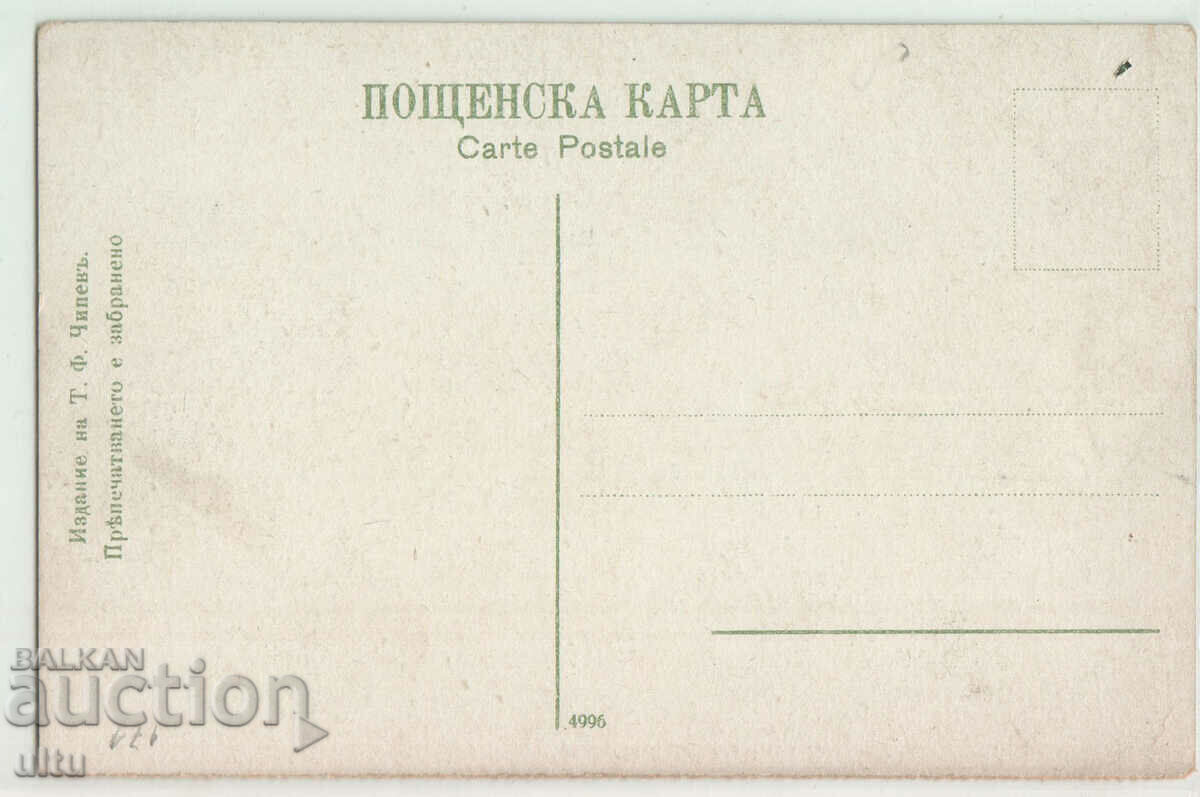 ПОЩЕНСКА КАРТА
Carte Postale
Издание на Т. Ф. Чипевъ.
Прѣпечатването е забранено
4996
BALKAN
auction
ultu